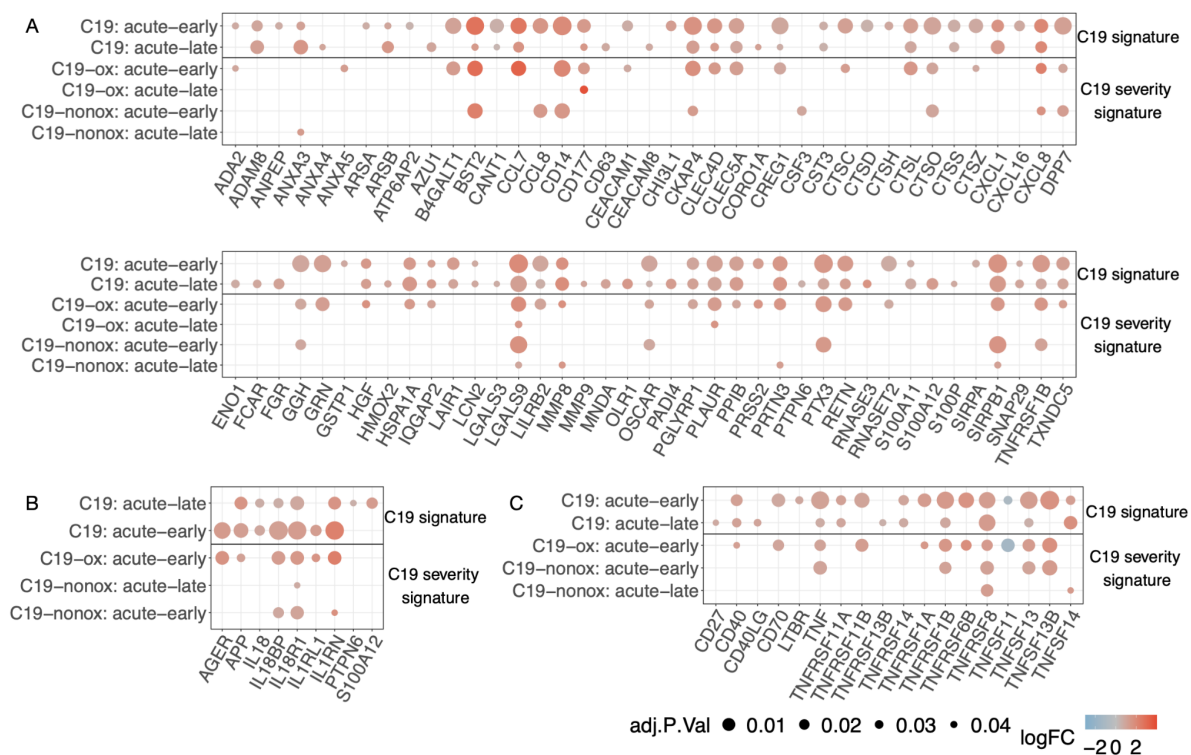 A
C19: acute−early
C19: acute−late
C19−ox: acute−early
C19−ox: acute−late
C19−nonox: acute−early
C19−nonox: acute−late
C19 signature
C19 severity
signature
ADA2
ADAM8
ANPEP
ANXA3
ANXA4
ANXA5
ARSA
ARSB
ATP6AP2
AZU1
B4GALT1
BST2
CANT1
CCL7
CCL8
CD14
CD177
CD63
CEACAM1
CEACAM8
CHI3L1
CKAP4
CLEC4D
CLEC5A
CORO1A
CREG1
CSF3
CST3
CTSC
CTSD
CTSH
CTSL
CTSO
CTSS
CTSZ
CXCL1
CXCL16
CXCL8
DPP7
C19: acute−early
C19: acute−late
C19−ox: acute−early
C19−ox: acute−late
C19−nonox: acute−early
C19−nonox: acute−late
C19 signature
C19 severity
signature
ENO1
FCAR
FGR
GGH
GRN
GSTP1
HGF
HMOX2
HSPA1A
IQGAP2
LAIR1
LCN2
LGALS3
LGALS9
LILRB2
MMP8
MMP9
MNDA
OLR1
OSCAR
PADI4
PGLYRP1
PLAUR
PPIB
PRSS2
PRTN3
PTPN6
PTX3
RETN
RNASE3
RNASET2
S100A11
S100A12
S100P
SIRPA
SIRPB1
SNAP29
TNFRSF1B
TXNDC5
B
C19: acute−late
C19: acute−early
C19−ox: acute−early
C19−nonox: acute−late
C19−nonox: acute−early
C19 signature
C19 severity
signature
AGER
APP
IL18
IL18BP
IL18R1
IL1RL1
IL1RN
PTPN6
S100A12
C
C19: acute−early
C19: acute−late
C19−ox: acute−early
C19−nonox: acute−early
C19−nonox: acute−late
C19 signature
C19 severity
signature
CD27
CD40
CD40LG
CD70
LTBR
TNF
TNFRSF11A
TNFRSF11B
TNFRSF13B
TNFRSF14
TNFRSF1A
TNFRSF1B
TNFRSF6B
TNFRSF8
TNFSF11
TNFSF13
TNFSF13B
TNFSF14
adj.P.Val 0.01 0.02 0.03 0.04
logFC
−2 0 2